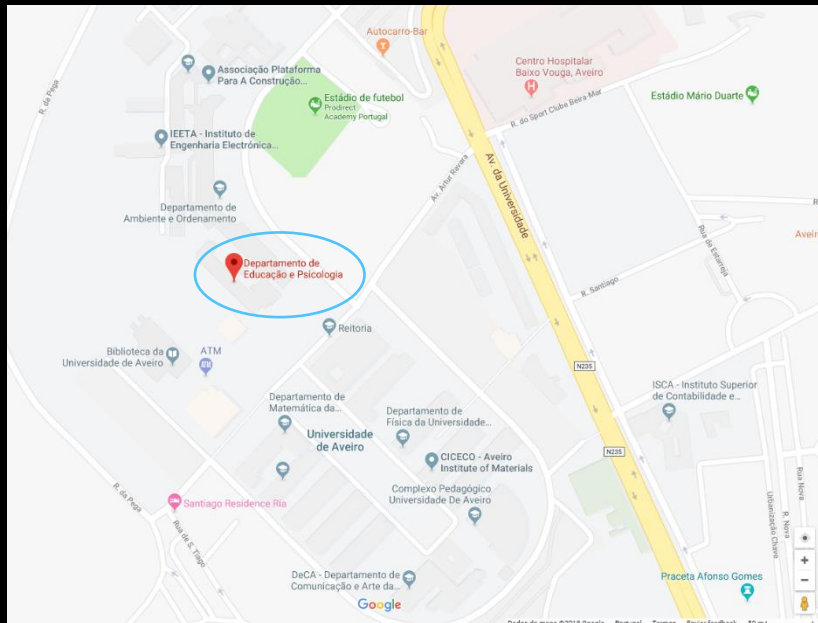 Autocarro-Bar
Centro Hospitalar
Baixo Vouga, Aveiro
Associação Plataforma
Para A Construção...
R. da Pega
Estádio de futebol
Prodirect
Academy Portugal
Estádio Mário Duarte
R. do Sport Clube Beira Mar
IEETA - Instituto de
Engenharia Electrónica...
Av. da Universidade
Av. Artur Ravara
Departamento de
Ambiente e Ordenamento
Rua de Estarreja
R
Aveir
Departamento de
Educação e Psicologia
R. Santiago
Reitoria
Biblioteca da
Universidade de Aveiro
ATM
N235
ISCA - Instituto Superior
de Contabilidade e...
Departamento de
Matemática da...
Departamento de
Física da Universidade...
Universidade
de Aveiro
N235
CICECO - Aveiro
Institute of Materials
Complexo Pedagógico
Universidade De Aveiro
R. da Pega
Santiago Residence Ria
Rua de S. Tiago
Urbanização Chave
R. Nova
Rua Nova
DeCA - Departamento de
Comunicação e Arte da...
Praceta Afonso Gomes
Google